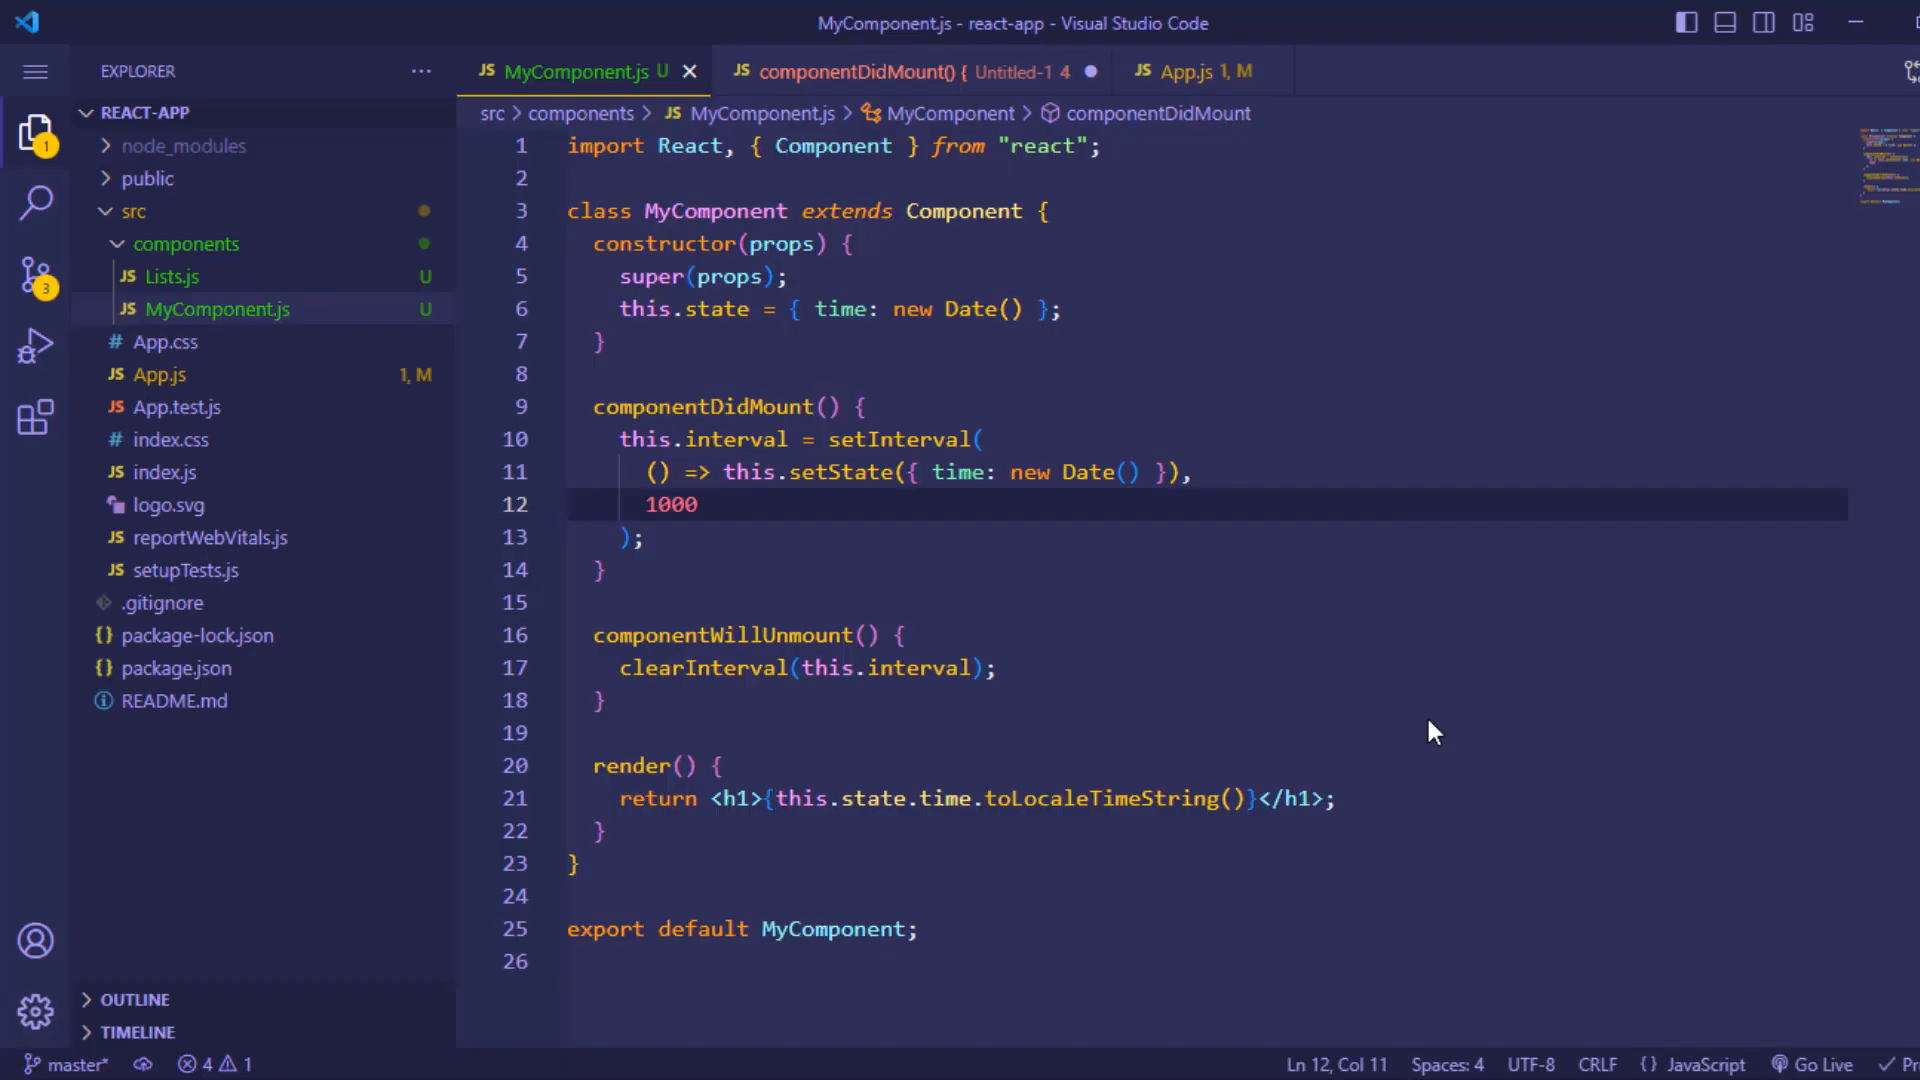 MyComponent.js - react-app - Visual Studio Code
EXPLORER
REACT-APP
node_modules
public
src
components
JS Lists.js U
JS MyComponent.js U
# App.css
JS App.js 1, M
JS App.test.js
# index.css
JS index.js
logo.svg
JS reportWebVitals.js
JS setupTests.js
.gitignore
{} package-lock.json
{} package.json
README.md
OUTLINE
TIMELINE
1
3
JS MyComponent.js U
JS componentDidMount() { Untitled-1 4
JS App.js 1, M
src > components > JS MyComponent.js > MyComponent > componentDidMount
1 import React, { Component } from "react";
2
3 class MyComponent extends Component {
4 constructor(props) {
5 super(props);
6 this.state = { time: new Date() };
7 }
8
9 componentDidMount() {
10 this.interval = setInterval(
11 () => this.setState({ time: new Date() }),
12 1000
13 );
14 }
15
16 componentWillUnmount() {
17 clearInterval(this.interval);
18 }
19
20 render() {
21 return <h1>{this.state.time.toLocaleTimeString()}</h1>;
22 }
23 }
24
25 export default MyComponent;
26
master* 4 1
Ln 12, Col 11 Spaces: 4 UTF-8 CRLF {} JavaScript Go Live